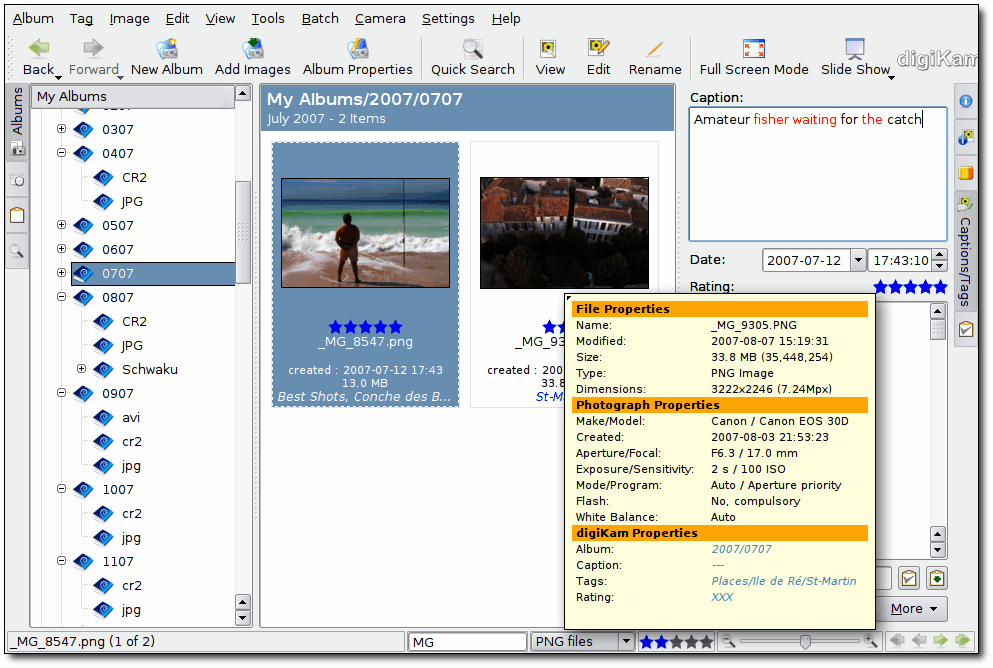 Album Tag Image Edit View Tools Batch Camera Settings Help
Back Forward New Album Add Images Album Properties Quick Search View Edit Rename Full Screen Mode Slide Show digiKam
Albums
My Albums
0307
0407
CR2
JPG
0507
0607
0707
0807
CR2
JPG
Schwaku
0907
avi
cr2
jpg
1007
cr2
jpg
1107
cr2
jpg
My Albums/2007/0707
July 2007 - 2 Items
_MG_8547.png
created : 2007-07-12 17:43
13.0 MB
Best Shots, Conche des B...
_MG_93
created : 200
33.8
St-M
Caption:
Amateur fisher waiting for the catch
Date: 2007-07-12 17:43:10
Rating:
Captions/Tags
File Properties
Name: _MG_9305.PNG
Modified: 2007-08-07 15:19:31
Size: 33.8 MB (35,448,254)
Type: PNG Image
Dimensions: 3222x2246 (7.24Mpx)
Photograph Properties
Make/Model: Canon / Canon EOS 30D
Created: 2007-08-03 21:53:23
Aperture/Focal: F6.3 / 17.0 mm
Exposure/Sensitivity: 2 s / 100 ISO
Mode/Program: Auto / Aperture priority
Flash: No, compulsory
White Balance: Auto
digiKam Properties
Album: 2007/0707
Caption: ---
Tags: Places/Ile de Ré/St-Martin
Rating: XXX
More
_MG_8547.png (1 of 2) MG PNG files